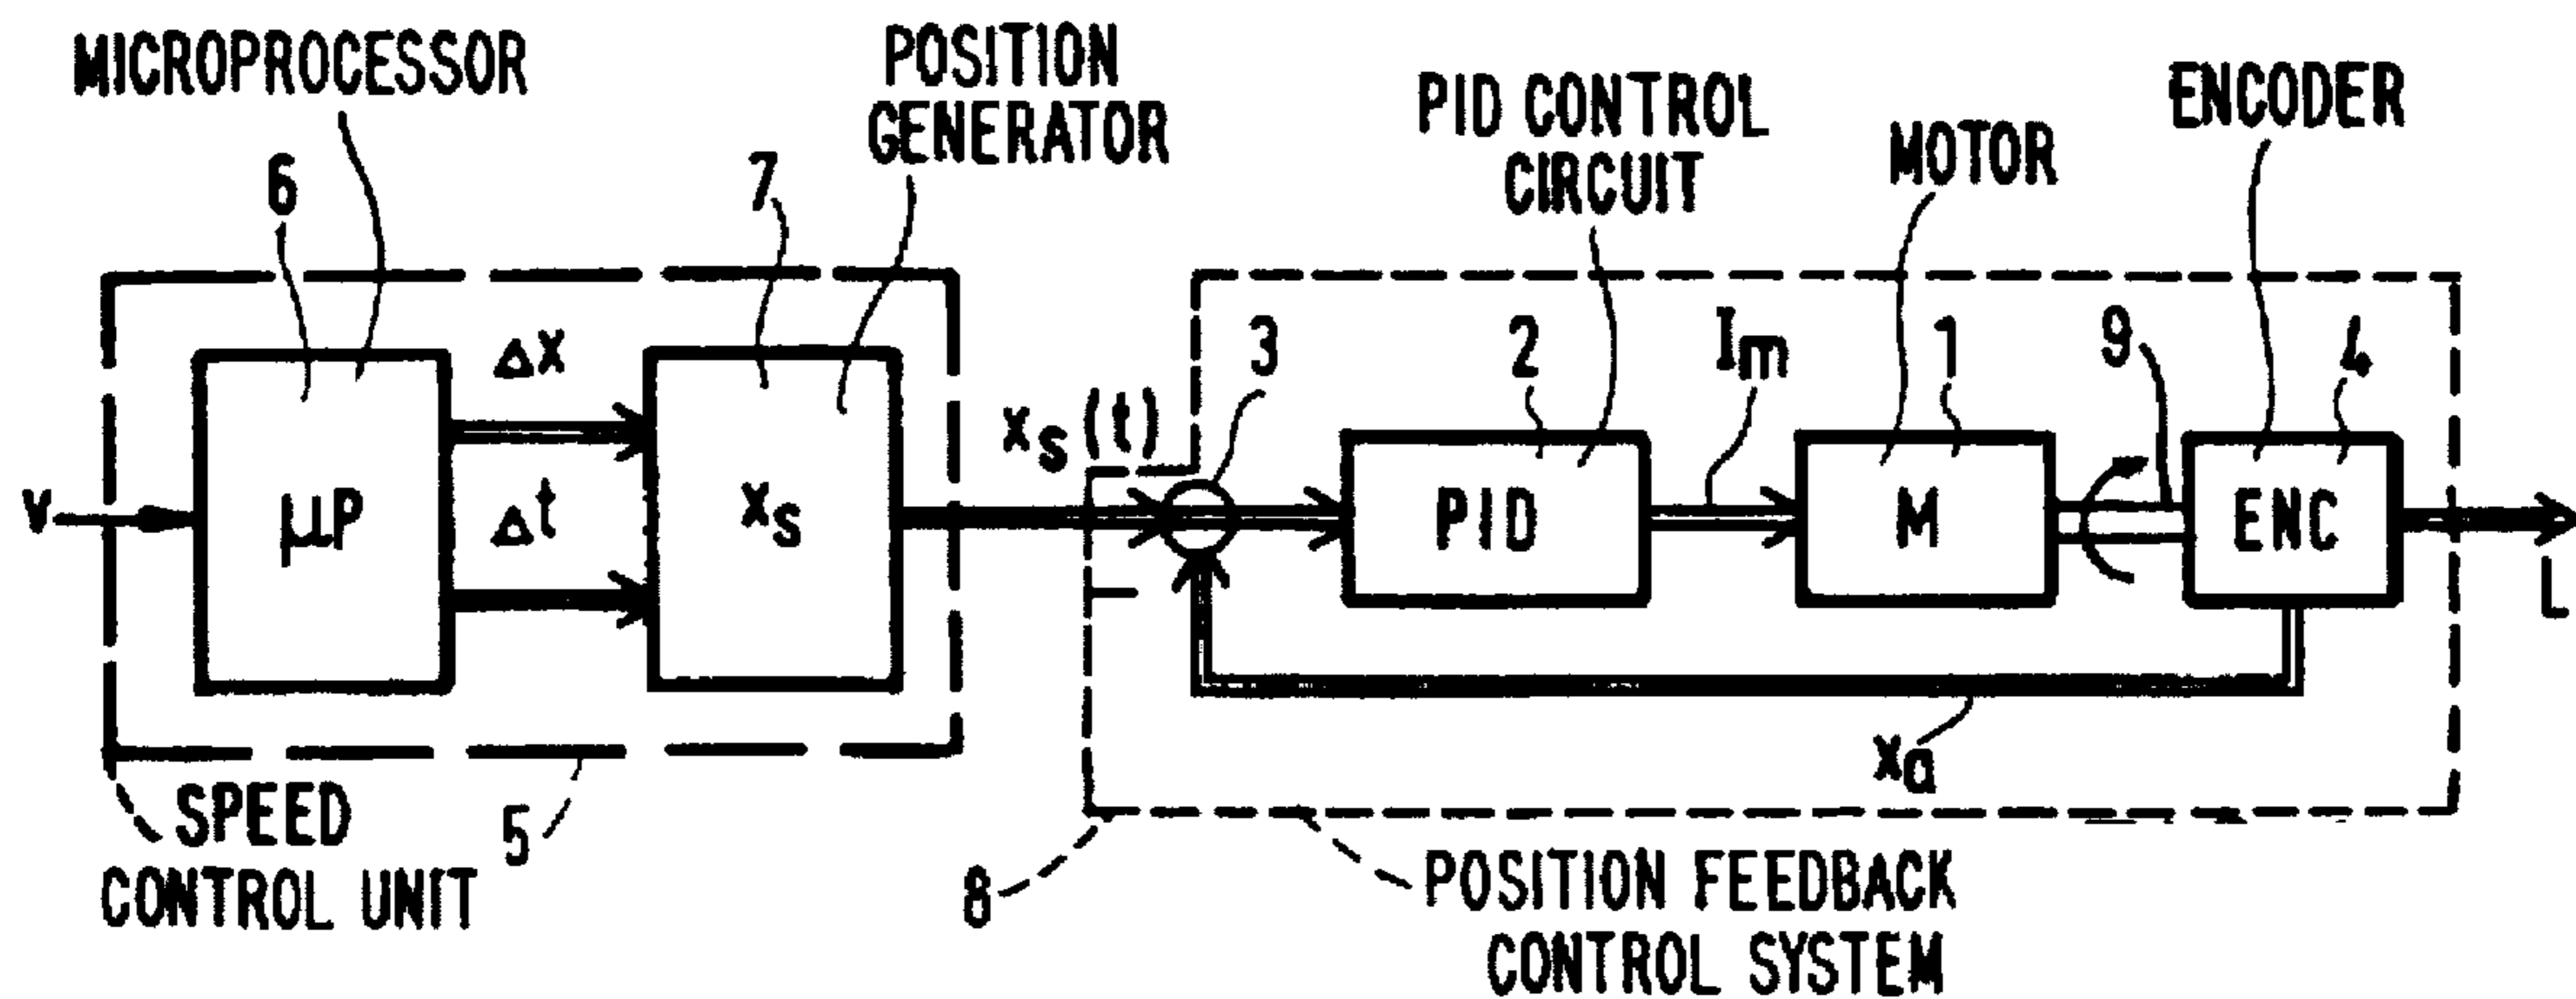 MICROPROCESSOR
POSITION
GENERATOR
PID CONTROL
CIRCUIT
MOTOR
ENCODER
6
7
3
2
Im
1
9
4
Δx
Δt
xs(t)
v
μP
xs
PID
M
ENC
L
xa
SPEED
CONTROL UNIT
5
8
POSITION FEEDBACK
CONTROL SYSTEM